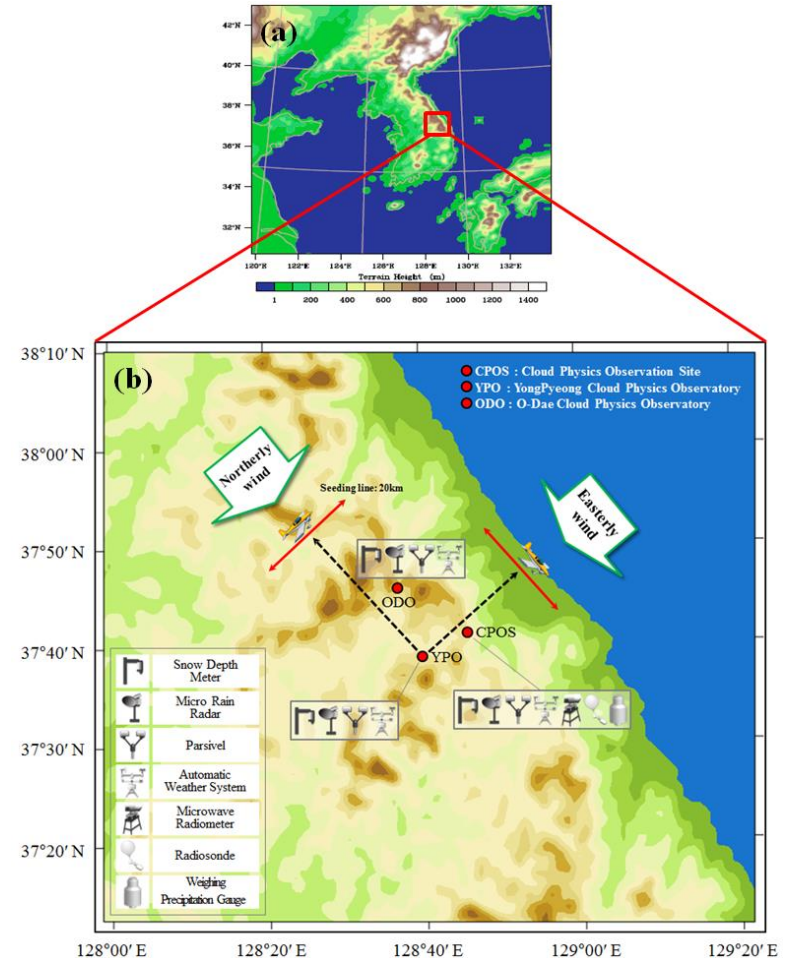 (a)
42°N
40°N
38°N
36°N
34°N
32°N
120°E 122°E 124°E 126°E 128°E 130°E 132°E
Terrain Height (m)
1 200 400 600 800 1000 1200 1400
(b)
38°10′ N
38°00′ N
37°50′ N
37°40′ N
37°30′ N
37°20′ N
CPOS : Cloud Physics Observation Site
YPO : YongPyeong Cloud Physics Observatory
ODO : O-Dae Cloud Physics Observatory
Northerly
wind
Seeding line: 20km
Easterly
wind
ODO
CPOS
YPO
Snow Depth
Meter
Micro Rain
Radar
Parsivel
Automatic
Weather System
Microwave
Radiometer
Radiosonde
Weighing
Precipitation Gauge
128°00′ E 128°20′ E 128°40′ E 129°00′ E 129°20′ E